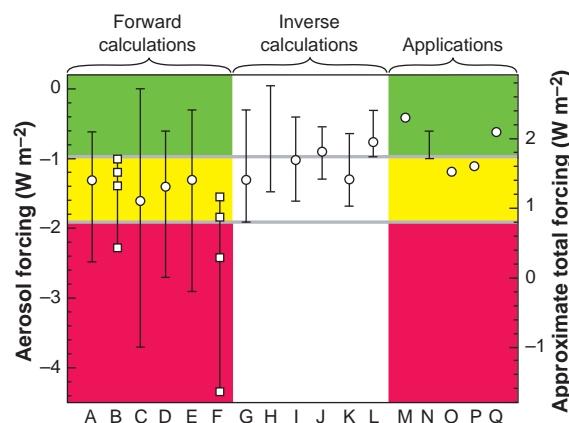 Forward
calculations
Inverse
calculations
Applications
Aerosol forcing (W m−2)
0
−1
−2
−3
−4
Approximate total forcing (W m−2)
2
1
0
−1
A B C D E F G H I J K L M N O P Q